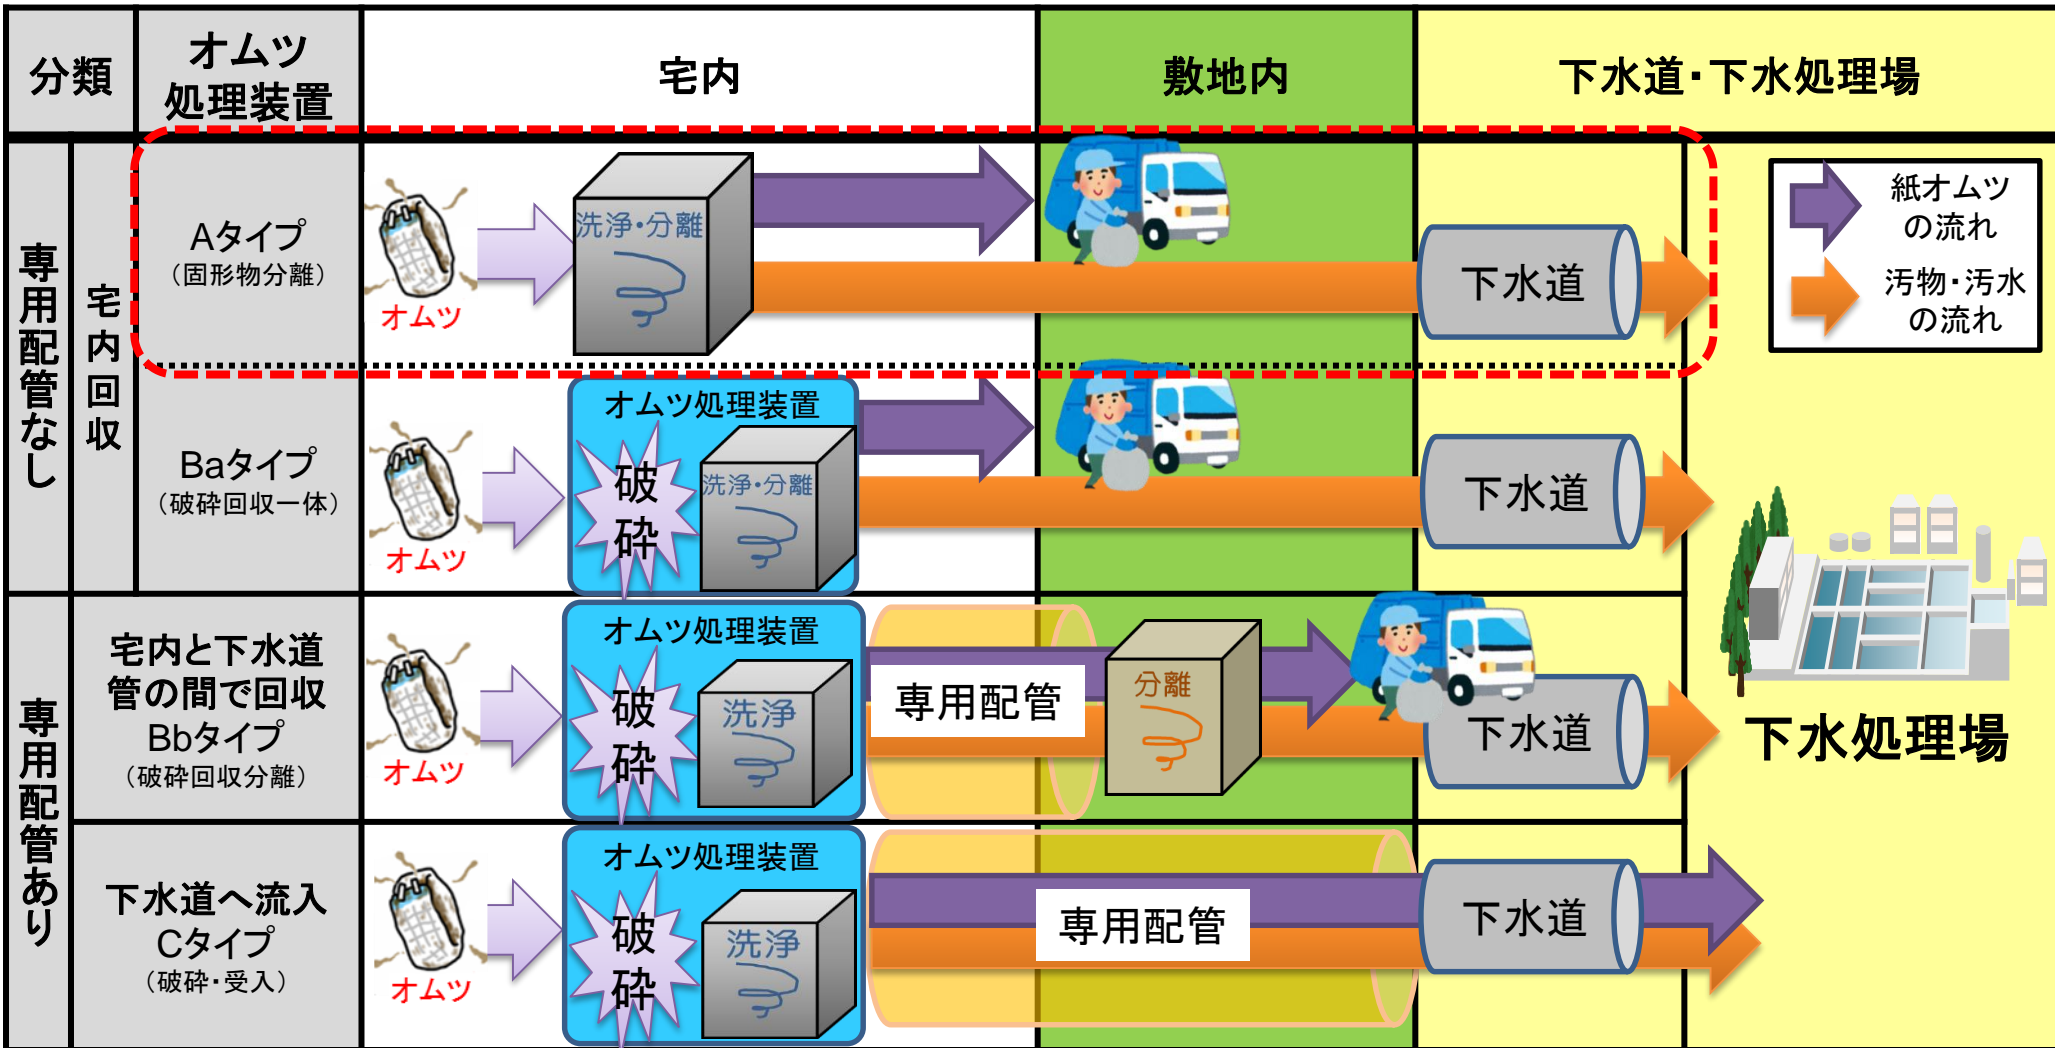 分類
オムツ
処理装置
宅内
敷地内
下水道・下水処理場
専用配管なし
宅内回収
Aタイプ
（固形物分離）
オムツ
洗浄・分離
下水道
紙オムツ
の流れ
汚物・汚水
の流れ
Baタイプ
（破砕回収一体）
オムツ
オムツ処理装置
破砕
洗浄・分離
下水道
専用配管あり
宅内と下水道
管の間で回収
Bbタイプ
（破砕回収分離）
オムツ
オムツ処理装置
破砕
洗浄
専用配管
分離
下水道
下水処理場
下水道へ流入
Cタイプ
（破砕・受入）
オムツ
オムツ処理装置
破砕
洗浄
専用配管
下水道